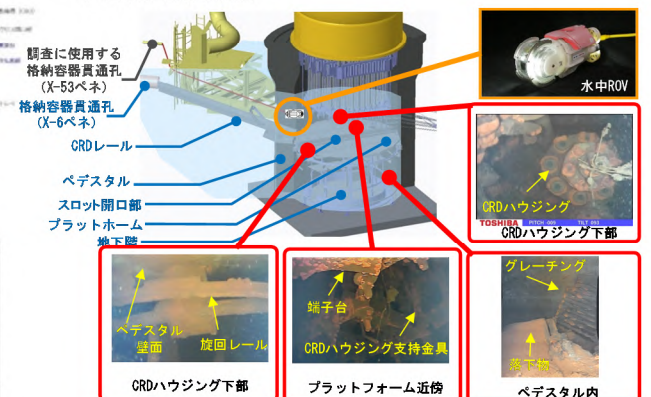 調査に使用する
格納容器貫通孔
(X-53ペネ)
格納容器貫通孔
(X-6ペネ)
CRDレール
ペデスタル
スロット開口部
プラットホーム
地下階
水中ROV
CRDハウジング
TOSHIBA
CRDハウジング下部
ペデスタル
壁面
旋回レール
CRDハウジング下部
端子台
CRDハウジング支持金具
プラットフォーム近傍
グレーチング
落下物
ペデスタル内